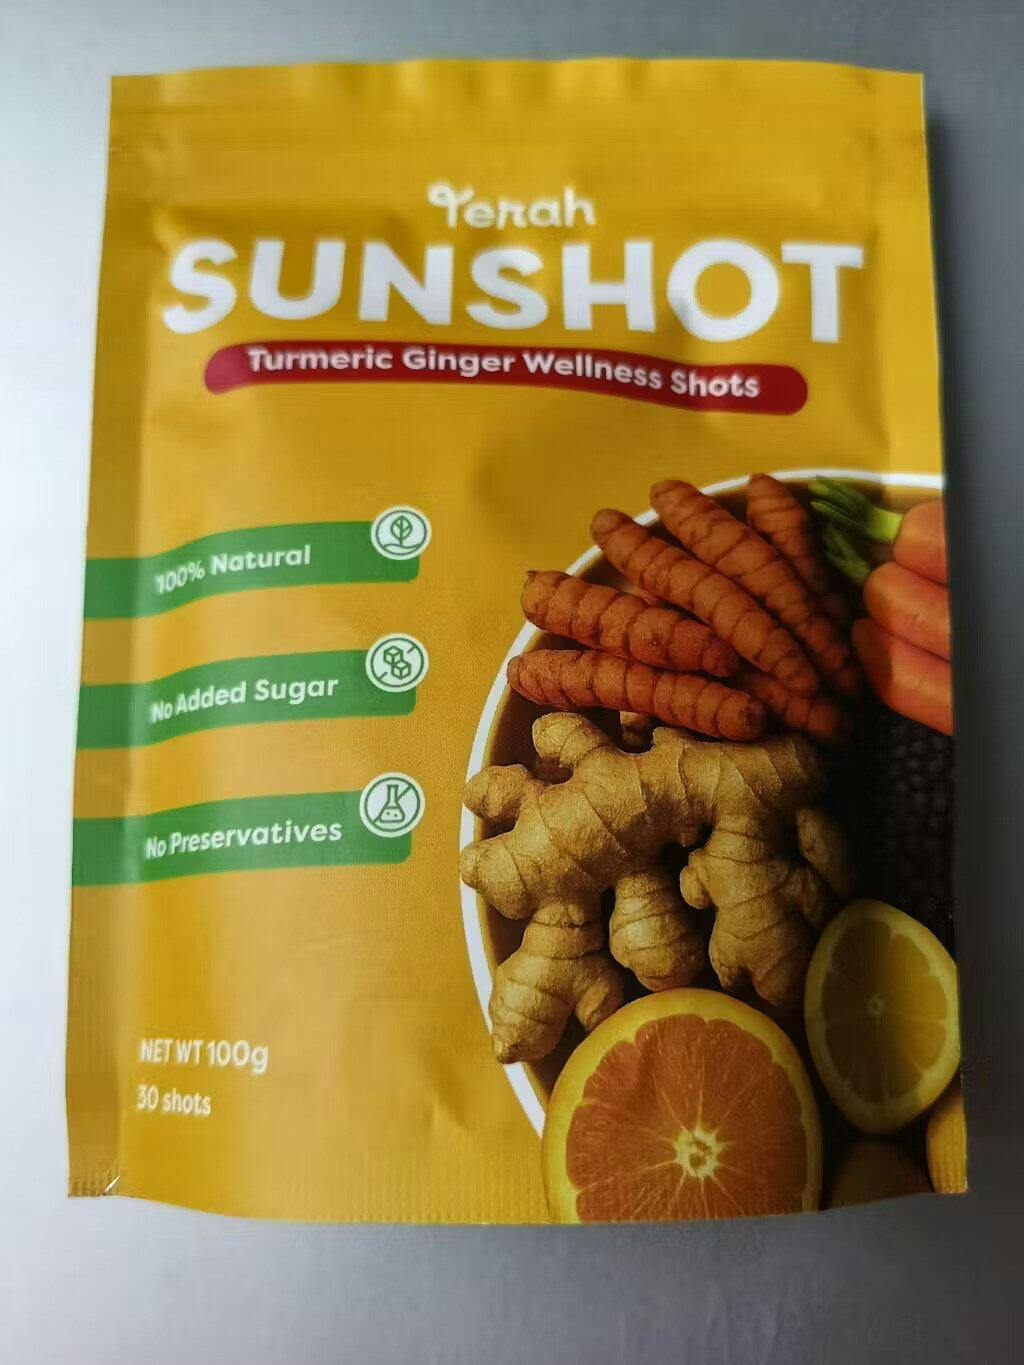 Yerah
SUNSHOT
Turmeric Ginger Wellness Shots
100% Natural
No Added Sugar
No Preservatives
NET WT 100g
30 shots